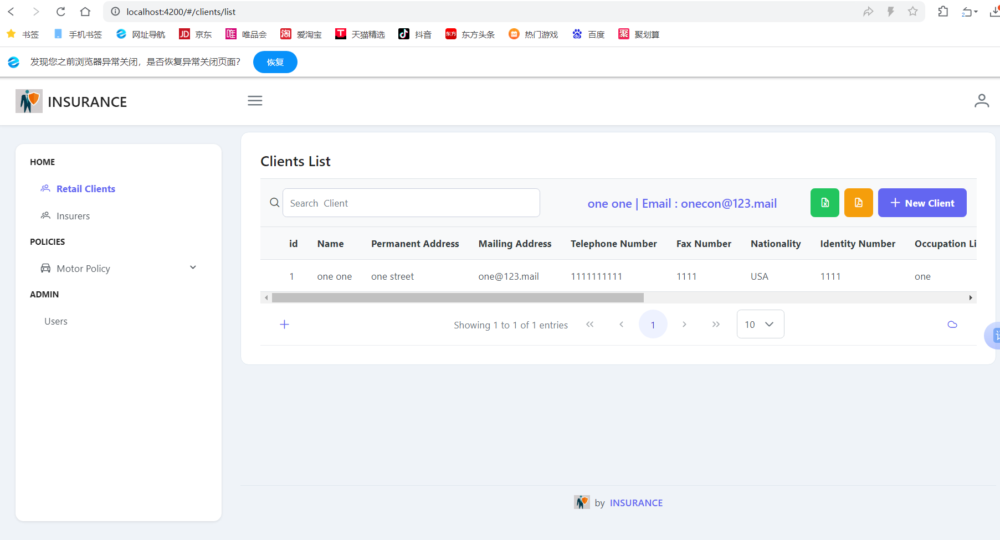 localhost:4200/#/clients/list
书签 手机书签 网址导航 JD 京东 唯 唯品会 淘 爱淘宝 T 天猫精选 抖音 东方 东方头条 热门游戏 百度 聚 聚划算
发现您之前浏览器异常关闭，是否恢复异常关闭页面？ 恢复
INSURANCE
HOME
Retail Clients
Insurers
POLICIES
Motor Policy
ADMIN
Users
Clients List
Search Client one one | Email : onecon@123.mail New Client
id Name Permanent Address Mailing Address Telephone Number Fax Number Nationality Identity Number Occupation Li
1 one one one street one@123.mail 1111111111 1111 USA 1111 one
Showing 1 to 1 of 1 entries 1 10
by INSURANCE